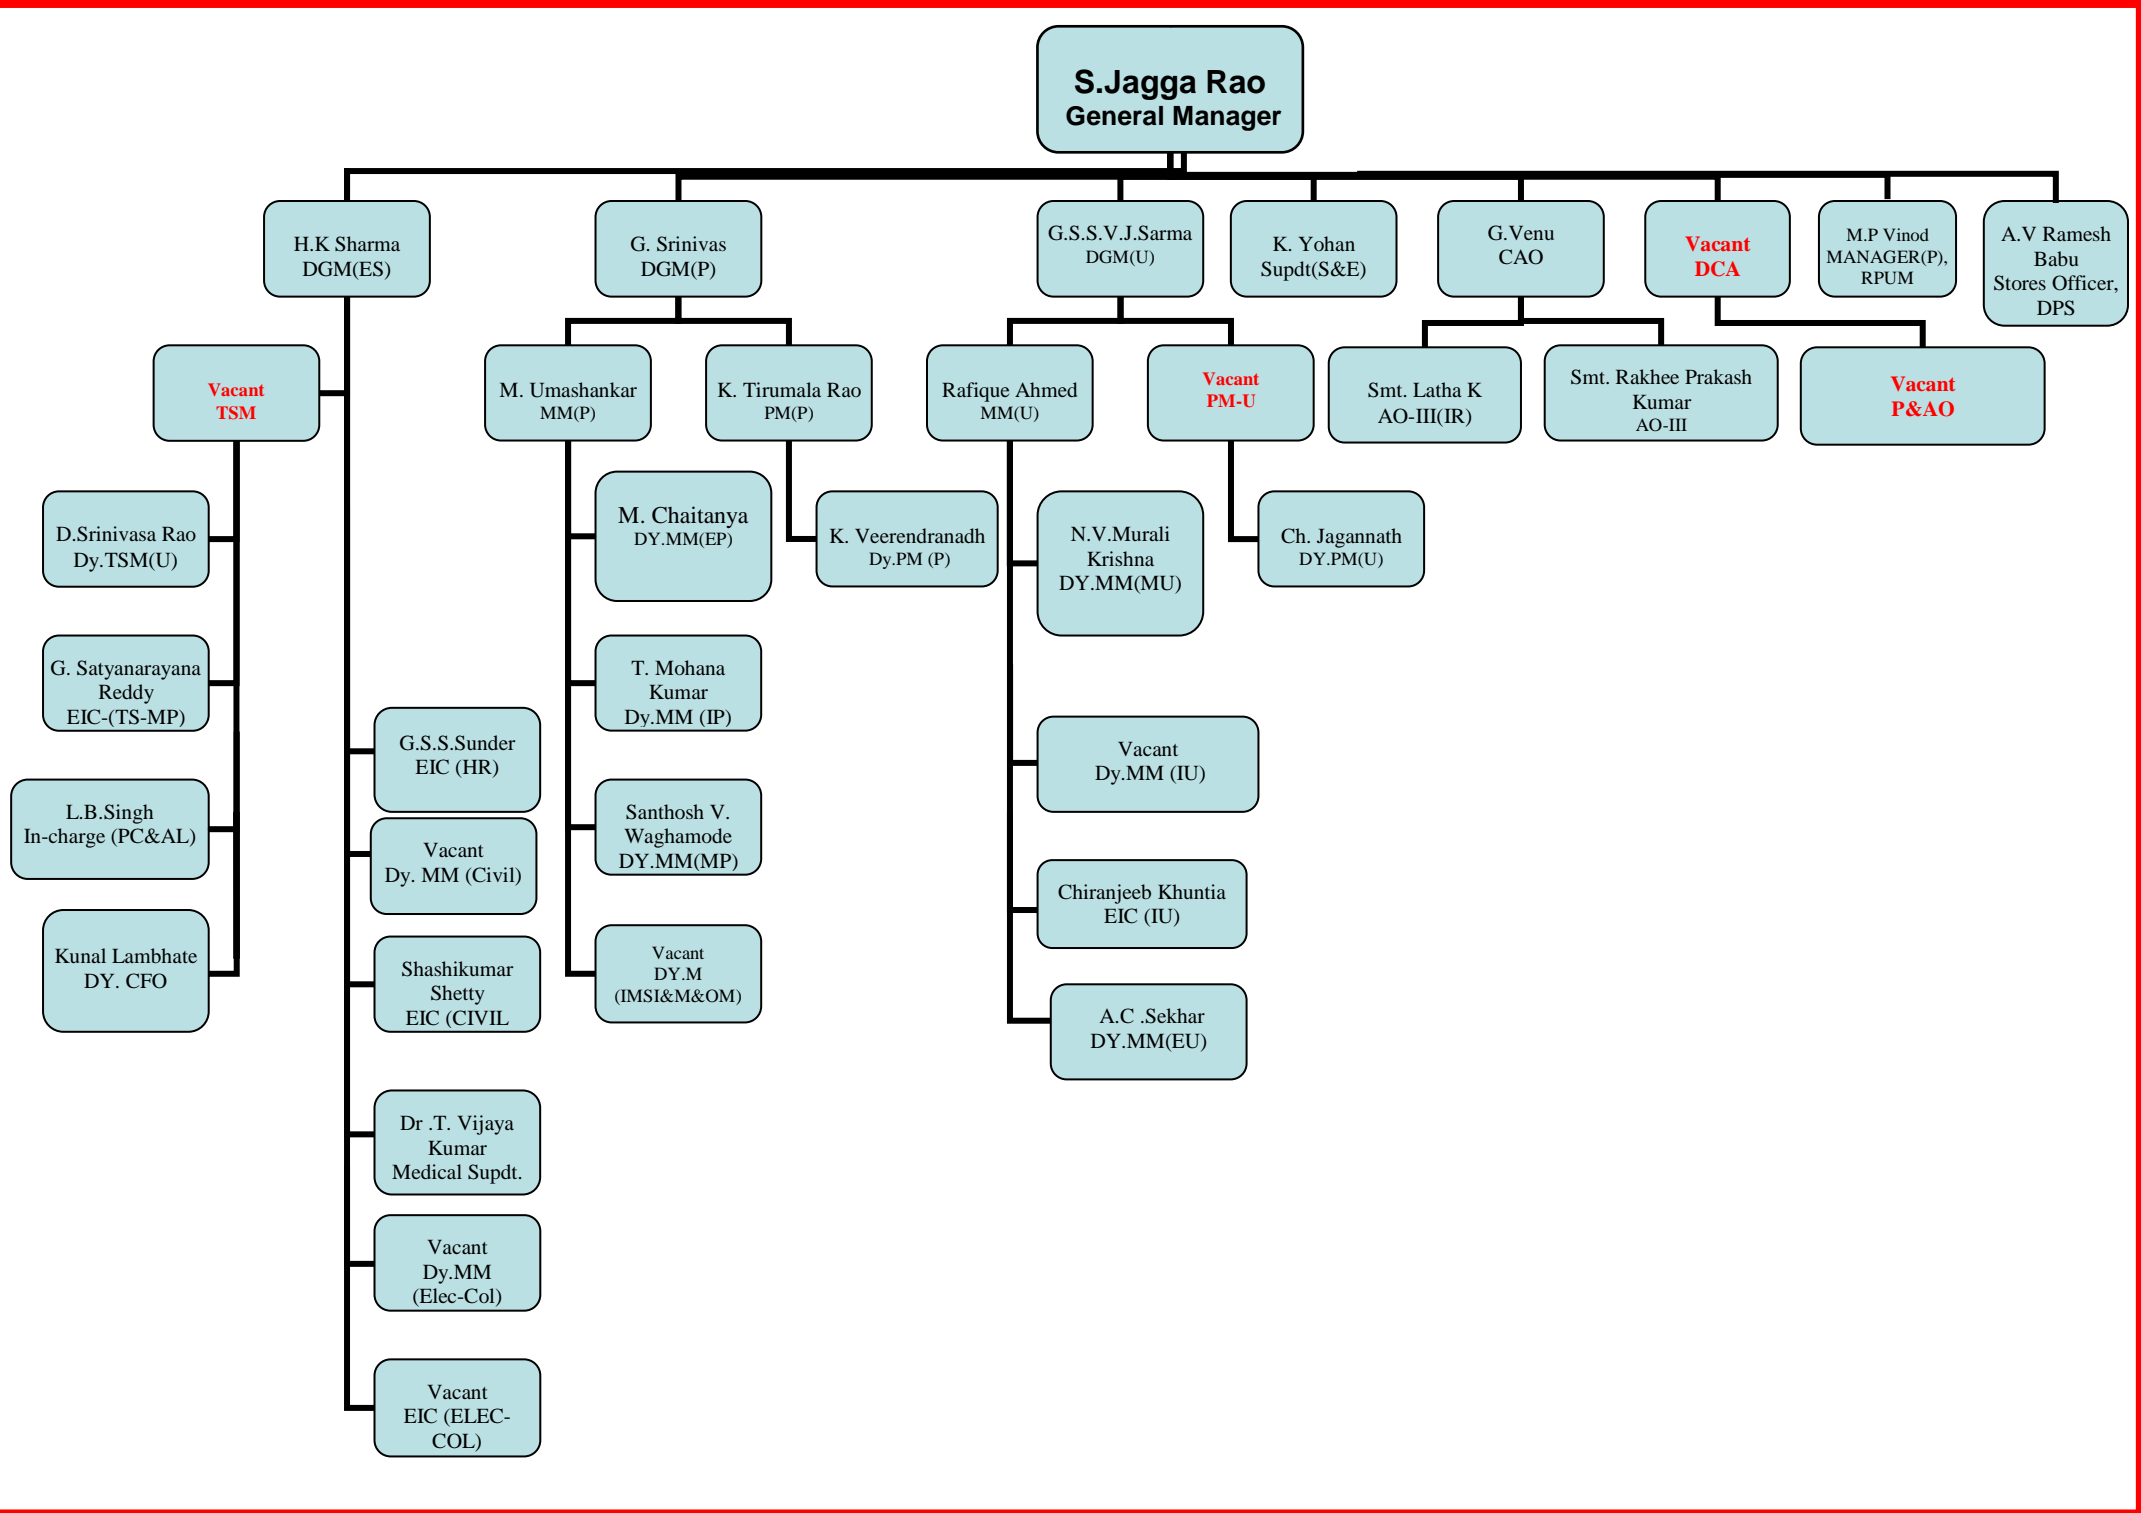 S.Jagga Rao
General Manager
H.K Sharma
DGM(ES)
G. Srinivas
DGM(P)
G.S.S.V.J.Sarma
DGM(U)
K. Yohan
Supdt(S&E)
G.Venu
CAO
Vacant
DCA
M.P Vinod
MANAGER(P),
RPUM
A.V Ramesh
Babu
Stores Officer,
DPS
Vacant
TSM
M. Umashankar
MM(P)
K. Tirumala Rao
PM(P)
Rafique Ahmed
MM(U)
Vacant
PM-U
Smt. Latha K
AO-III(IR)
Smt. Rakhee Prakash
Kumar
AO-III
Vacant
P&AO
D.Srinivasa Rao
Dy.TSM(U)
G. Satyanarayana
Reddy
EIC-(TS-MP)
L.B.Singh
In-charge (PC&AL)
Kunal Lambhate
DY. CFO
G.S.S.Sunder
EIC (HR)
Vacant
Dy. MM (Civil)
Shashikumar
Shetty
EIC (CIVIL
Dr .T. Vijaya
Kumar
Medical Supdt.
Vacant
Dy.MM
(Elec-Col)
Vacant
EIC (ELEC-
COL)
M. Chaitanya
DY.MM(EP)
T. Mohana
Kumar
Dy.MM (IP)
Santhosh V.
Waghamode
DY.MM(MP)
Vacant
DY.M
(IMSI&M&OM)
K. Veerendranadh
Dy.PM (P)
N.V.Murali
Krishna
DY.MM(MU)
Vacant
Dy.MM (IU)
Chiranjeeb Khuntia
EIC (IU)
A.C .Sekhar
DY.MM(EU)
Ch. Jagannath
DY.PM(U)